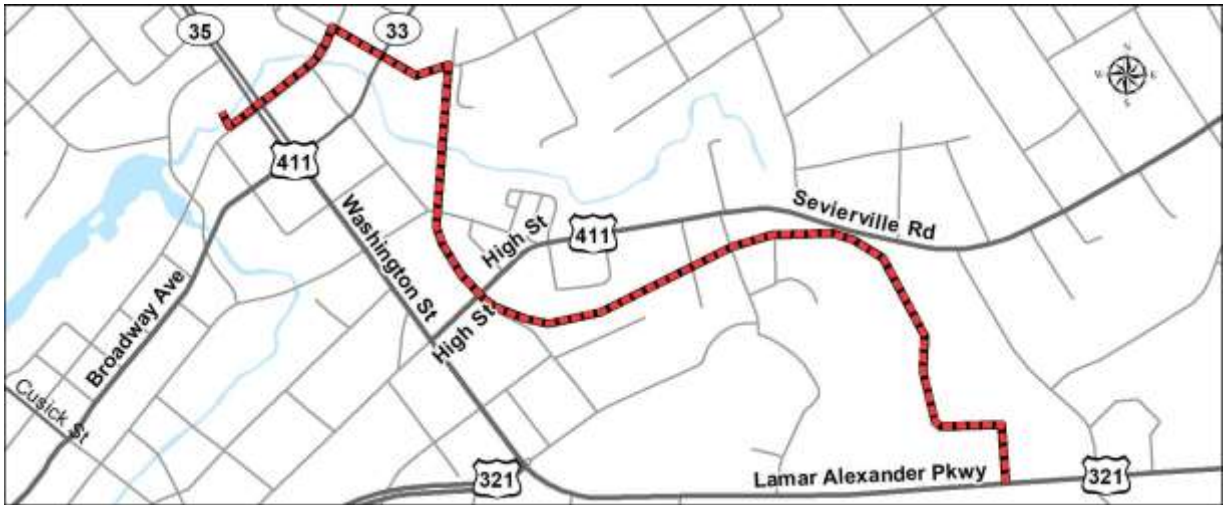 35
33
N
W
E
S
411
Washington St
High St
411
Sevierville Rd
Broadway Ave
High St
Cusick St
321
Lamar Alexander Pkwy
321